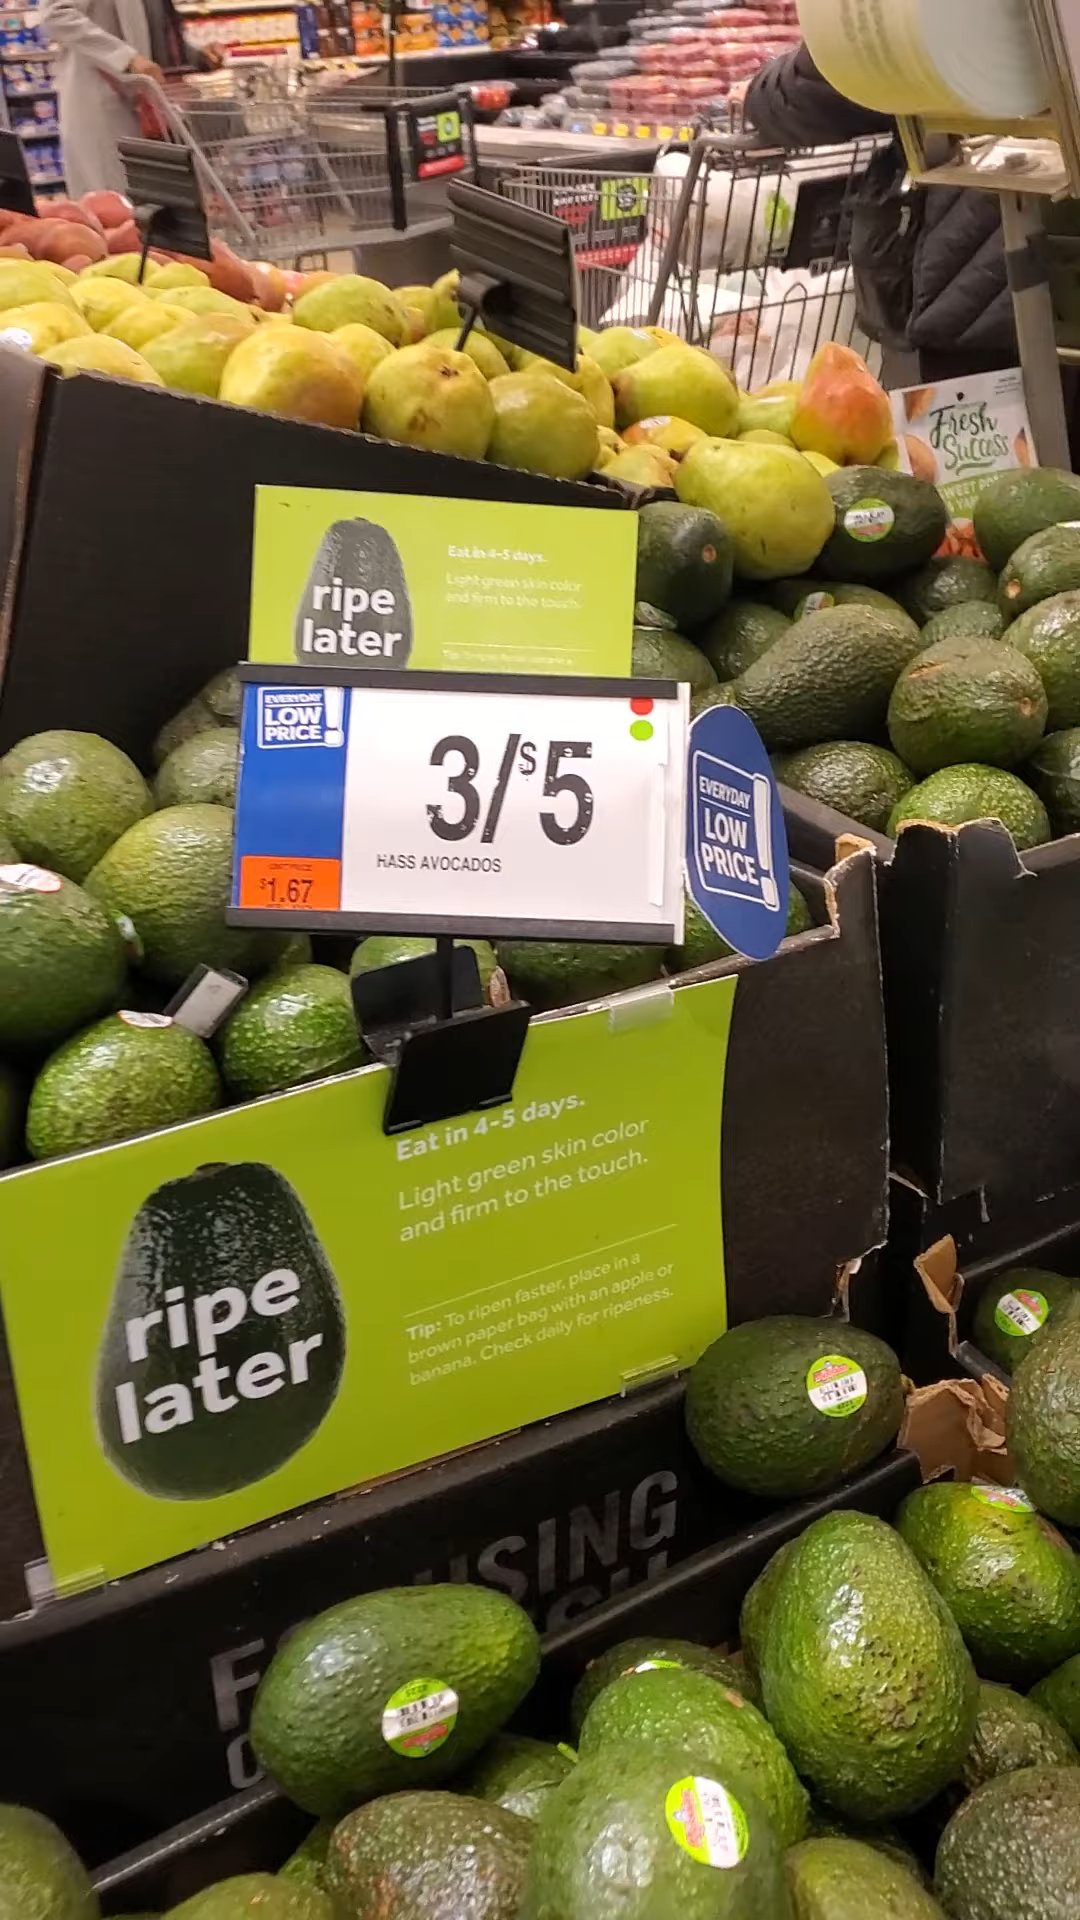 Fresh
Success
ripe
later
Eat in 4-5 days.
Light green skin color
and firm to the touch.
EVERYDAY
LOW
PRICE!
3/$5
HASS AVOCADOS
UNIT PRICE
$1.67
EVERYDAY
LOW
PRICE!
ripe
later
Eat in 4-5 days.
Light green skin color
and firm to the touch.
Tip: To ripen faster, place in a
brown paper bag with an apple or
banana. Check daily for ripeness.